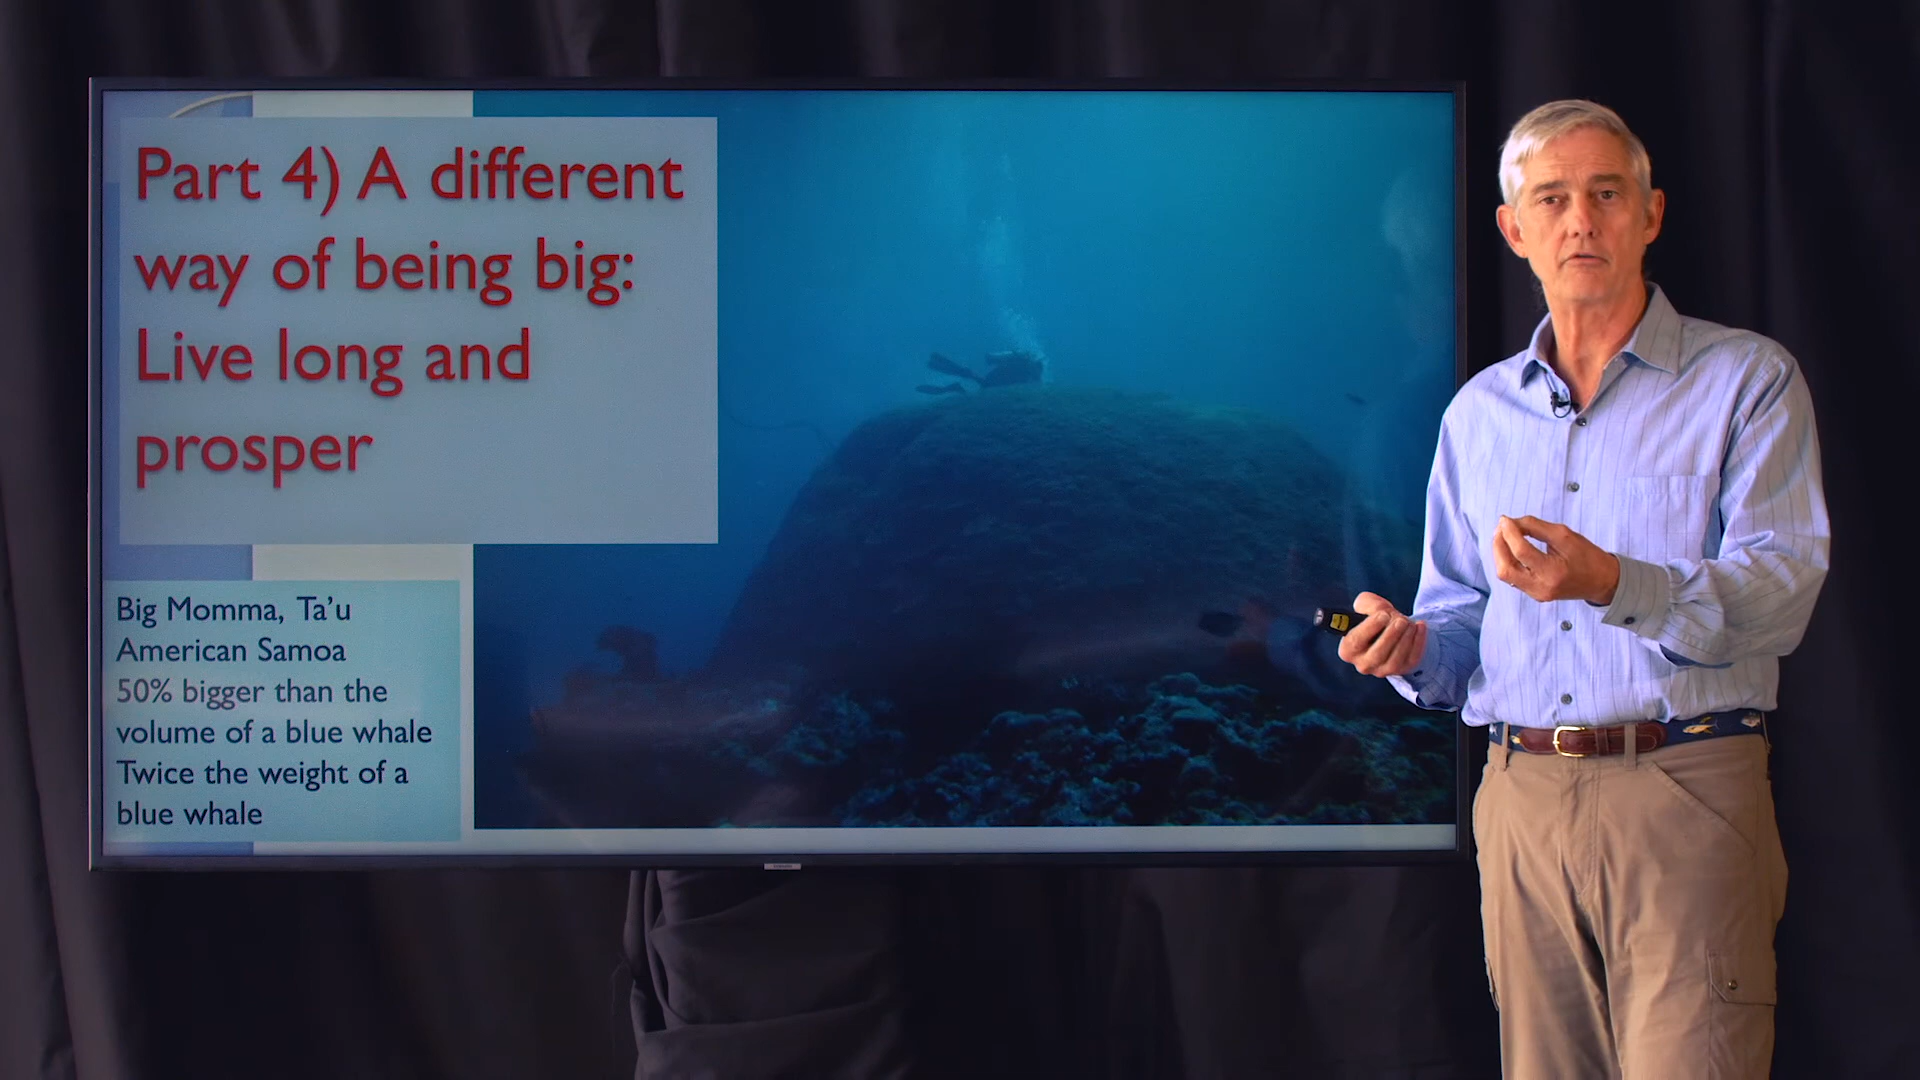 Part 4) A different
way of being big:
Live long and
prosper
Big Momma, Ta'u
American Samoa
50% bigger than the
volume of a blue whale
Twice the weight of a
blue whale